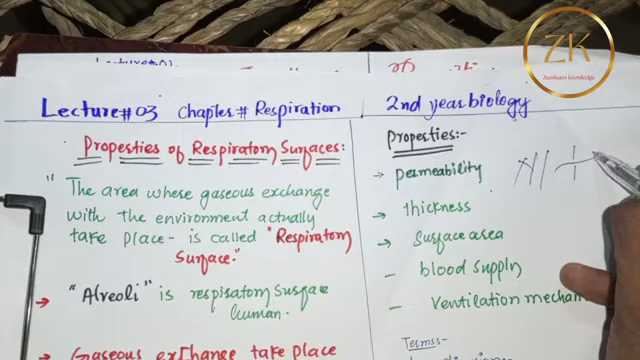 ZK
Zeesham knowledge
Lecture#03 Chapter# Respiration
2nd year biology
Properties of Respiratory Surfaces:
"The area where gaseous exchange
with the environment actually
take place- is called "Respiratory
Surface."
→ "Alveoli" is respiratory surface
human.
→ Gaseous exchange take place
Properties:-
→ permeability
→ thickness
→ Surface area
– blood supply
– Ventilation mechan
Terms:-